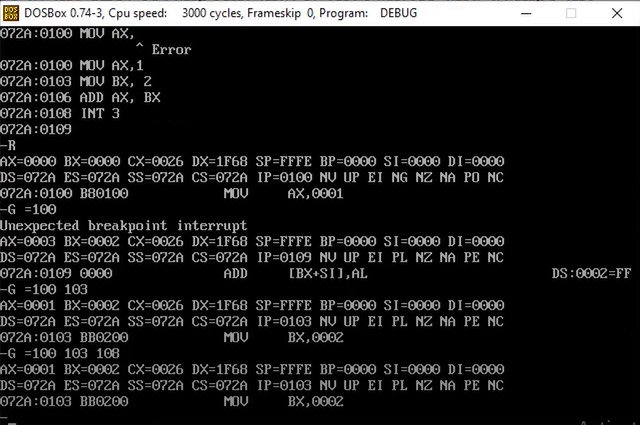 DOSBox 0.74-3, Cpu speed: 3000 cycles, Frameskip 0, Program: DEBUG
072A:0100 MOV AX,
^ Error
072A:0100 MOV AX,1
072A:0103 MOV BX, 2
072A:0106 ADD AX, BX
072A:0108 INT 3
072A:0109
-R
AX=0000 BX=0000 CX=0026 DX=1F68 SP=FFFE BP=0000 SI=0000 DI=0000
DS=072A ES=072A SS=072A CS=072A IP=0100 NV UP EI NG NZ NA PO NC
072A:0100 B80100 MOV AX,0001
-G =100
Unexpected breakpoint interrupt
AX=0003 BX=0002 CX=0026 DX=1F68 SP=FFFE BP=0000 SI=0000 DI=0000
DS=072A ES=072A SS=072A CS=072A IP=0109 NV UP EI PL NZ NA PE NC
072A:0109 0000 ADD [BX+SI],AL DS:0002=FF
-G =100 103
AX=0001 BX=0002 CX=0026 DX=1F68 SP=FFFE BP=0000 SI=0000 DI=0000
DS=072A ES=072A SS=072A CS=072A IP=0103 NV UP EI PL NZ NA PE NC
072A:0103 BB0200 MOV BX,0002
-G =100 103 108
AX=0001 BX=0002 CX=0026 DX=1F68 SP=FFFE BP=0000 SI=0000 DI=0000
DS=072A ES=072A SS=072A CS=072A IP=0103 NV UP EI PL NZ NA PE NC
072A:0103 BB0200 MOV BX,0002
-